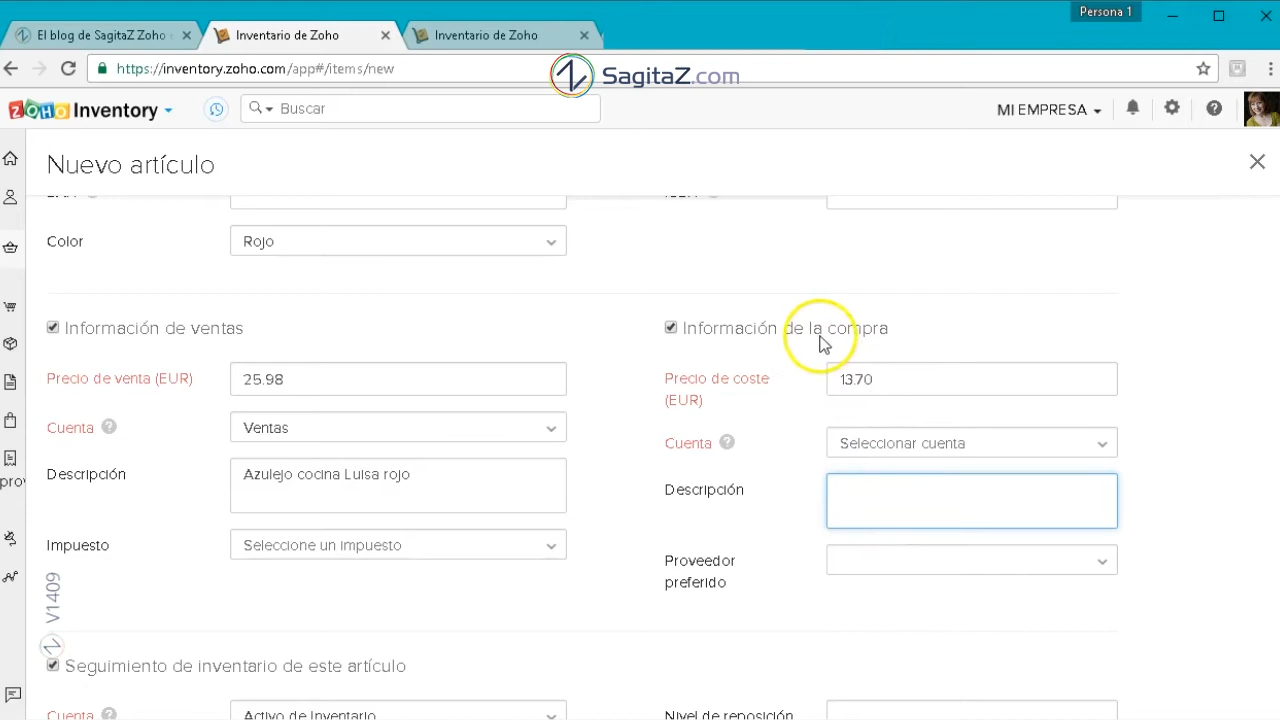 Persona 1
El blog de SagitaZ Zoho
Inventario de Zoho
Inventario de Zoho
https://inventory.zoho.com/app#/items/new
SagitaZ.com
ZOHO Inventory
Buscar
MI EMPRESA
Nuevo artículo
Color
Rojo
Información de ventas
Información de la compra
Precio de venta (EUR)
25.98
Precio de coste
(EUR)
13.70
Cuenta
Ventas
Cuenta
Seleccionar cuenta
Descripción
Azulejo cocina Luisa rojo
Descripción
Impuesto
Seleccione un impuesto
Proveedor
preferido
prov
V1409
Seguimiento de inventario de este artículo
Cuenta
Activo de Inventario
Nivel de reposición